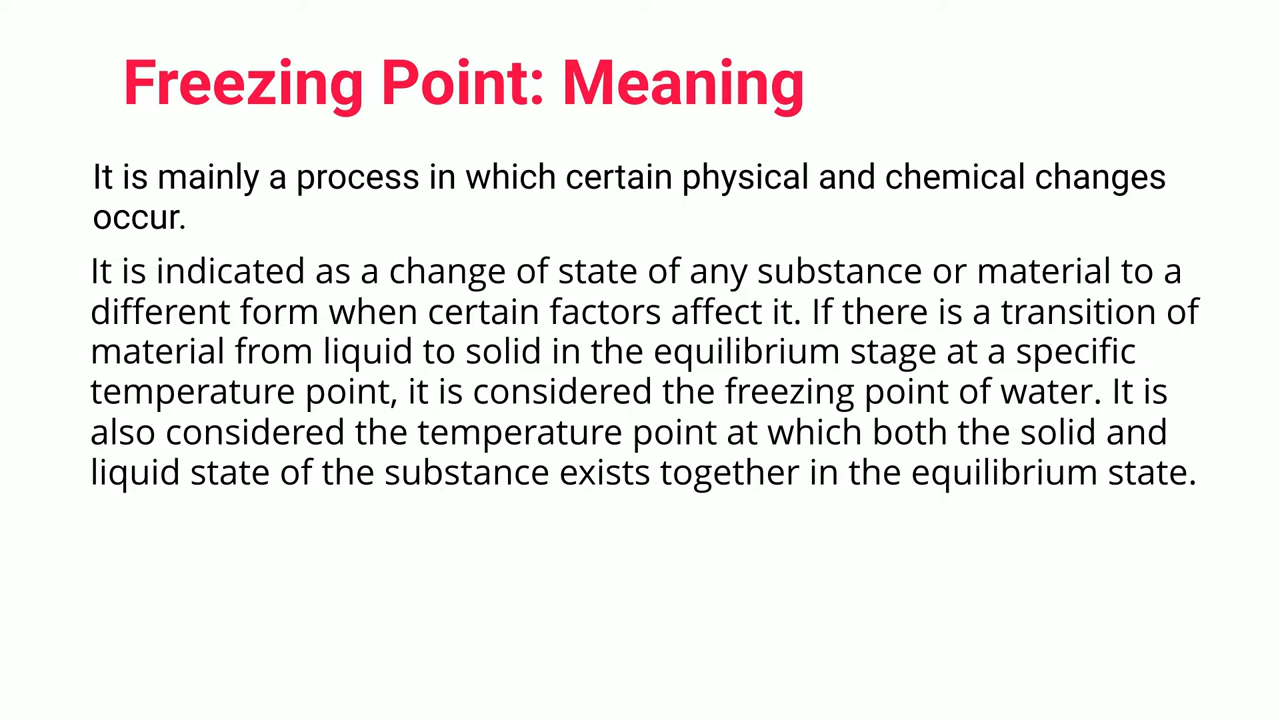 Freezing Point: Meaning
It is mainly a process in which certain physical and chemical changes
occur.
It is indicated as a change of state of any substance or material to a
different form when certain factors affect it. If there is a transition of
material from liquid to solid in the equilibrium stage at a specific
temperature point, it is considered the freezing point of water. It is
also considered the temperature point at which both the solid and
liquid state of the substance exists together in the equilibrium state.